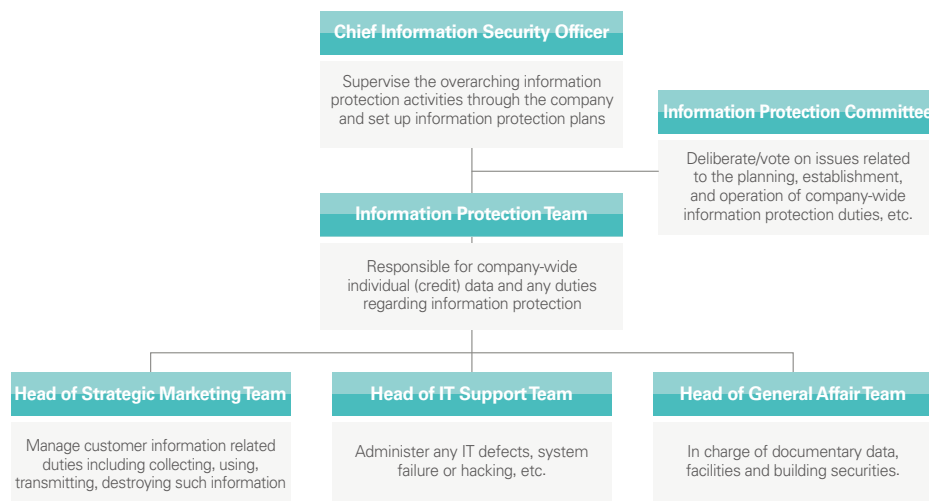 Chief Information Security Officer
Supervise the overarching information
protection activities through the company
and set up information protection plans
Information Protection Committee
Deliberate/vote on issues related
to the planning, establishment,
and operation of company-wide
information protection duties, etc.
Information Protection Team
Responsible for company-wide
individual (credit) data and any duties
regarding information protection
Head of Strategic Marketing Team
Manage customer information related
duties including collecting, using,
transmitting, destroying such information
Head of IT Support Team
Administer any IT defects, system
failure or hacking, etc.
Head of General Affair Team
In charge of documentary data,
facilities and building securities.